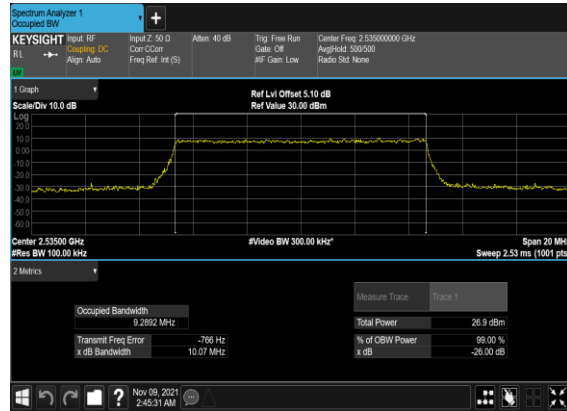 Spectrum Analyzer 1
Occupied BW
+
KEYSIGHT Input: RF Input Z: 50 Ω Atten: 40 dB Trig: Free Run Center Freq: 2.535000000 GHz
RL Coupling: DC Corr CCorr Gate: Off Avg|Hold: 500/500
Align: Auto Freq Ref: Int (S) #IF Gain: Low Radio Std: None
1 Graph
Ref Lvl Offset 5.10 dB
Scale/Div 10.0 dB Ref Value 30.00 dBm
Log
20.0
10.0
0.00
-10.0
-20.0
-30.0
-40.0
-50.0
-60.0
Center 2.53500 GHz #Video BW 300.00 kHz* Span 20 MHz
#Res BW 100.00 kHz Sweep 2.53 ms (1001 pts
2 Metrics
Measure Trace Trace 1
Occupied Bandwidth
9.2892 MHz
Total Power 26.9 dBm
Transmit Freq Error -766 Hz % of OBW Power 99.00 %
x dB Bandwidth 10.07 MHz x dB -26.00 dB
? Nov 09, 2021
2:45:31 AM